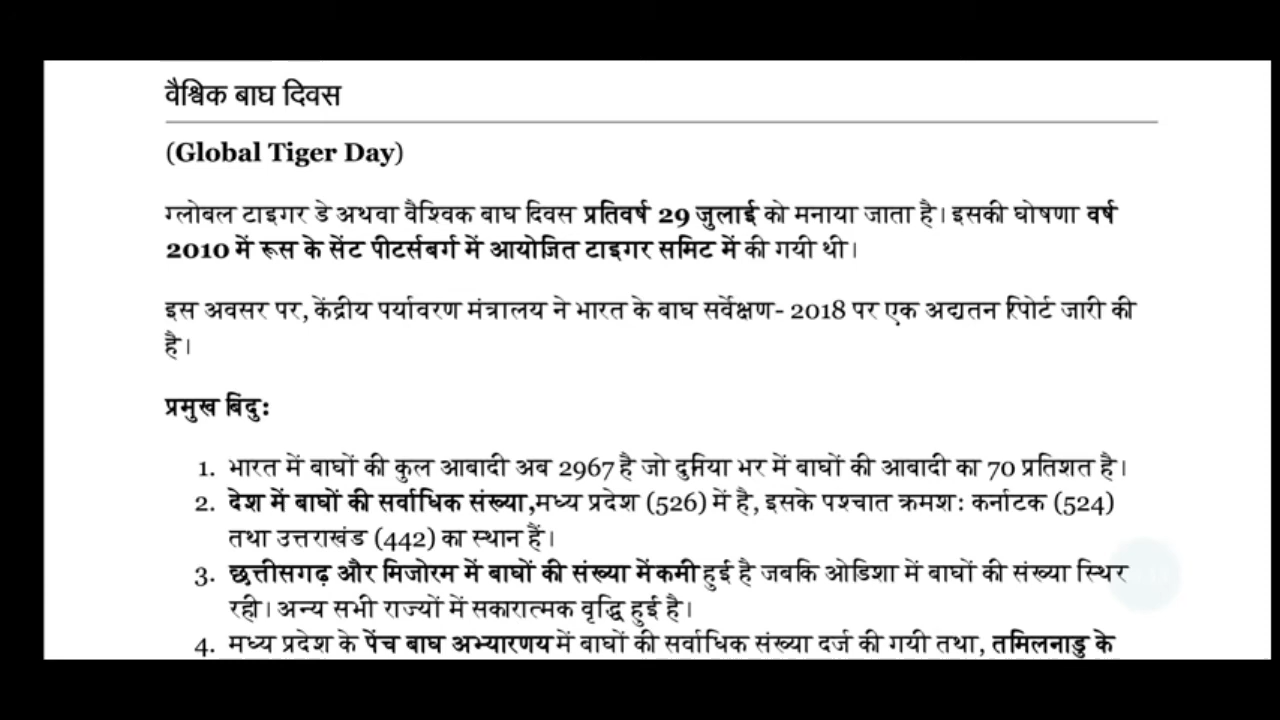 वैश्विक बाघ दिवस
(Global Tiger Day)
ग्लोबल टाइगर डे अथवा वैश्विक बाघ दिवस प्रतिवर्ष 29 जुलाई को मनाया जाता है। इसकी घोषणा वर्ष
2010 में रूस के सेंट पीटर्सबर्ग में आयोजित टाइगर समिट में की गयी थी।
इस अवसर पर, केंद्रीय पर्यावरण मंत्रालय ने भारत के बाघ सर्वेक्षण- 2018 पर एक अद्यतन रिपोर्ट जारी की
है।
प्रमुख बिंदु:
1. भारत में बाघों की कुल आबादी अब 2967 है जो दुनिया भर में बाघों की आबादी का 70 प्रतिशत है।
2. देश में बाघों की सर्वाधिक संख्या,मध्य प्रदेश (526) में है, इसके पश्चात क्रमश: कर्नाटक (524)
तथा उत्तराखंड (442) का स्थान हैं।
3. छत्तीसगढ़ और मिजोरम में बाघों की संख्या में कमी हुई है जबकि ओडिशा में बाघों की संख्या स्थिर
रही। अन्य सभी राज्यों में सकारात्मक वृद्धि हुई है।
4. मध्य प्रदेश के पेंच बाघ अभ्यारणय में बाघों की सर्वाधिक संख्या दर्ज की गयी तथा, तमिलनाडु के